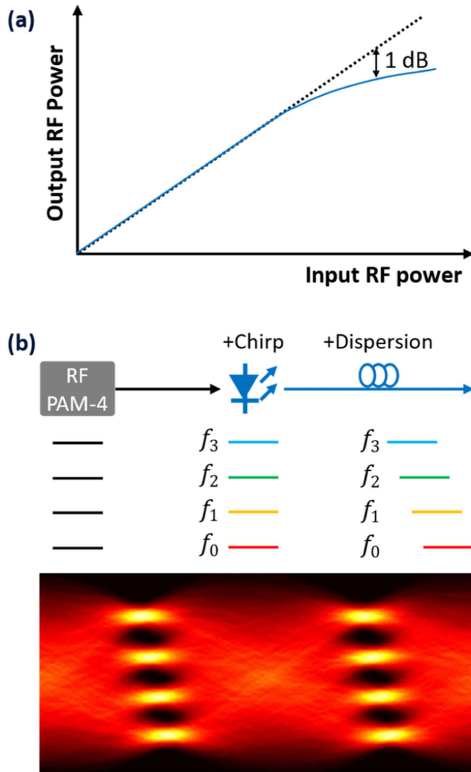 (a)
Output RF Power
1 dB
Input RF power
(b)
+Chirp
+Dispersion
RF
PAM-4
f₃
f₃
f₂
f₂
f₁
f₁
f₀
f₀